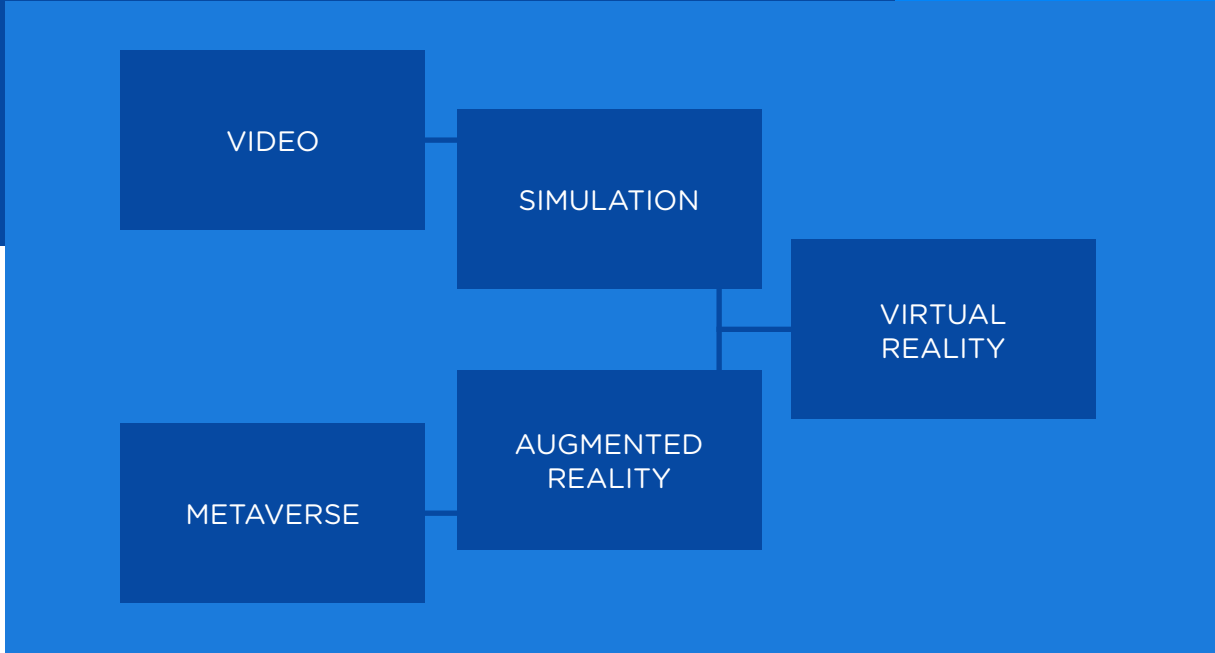 VIDEO
SIMULATION
VIRTUAL
REALITY
AUGMENTED
REALITY
METAVERSE